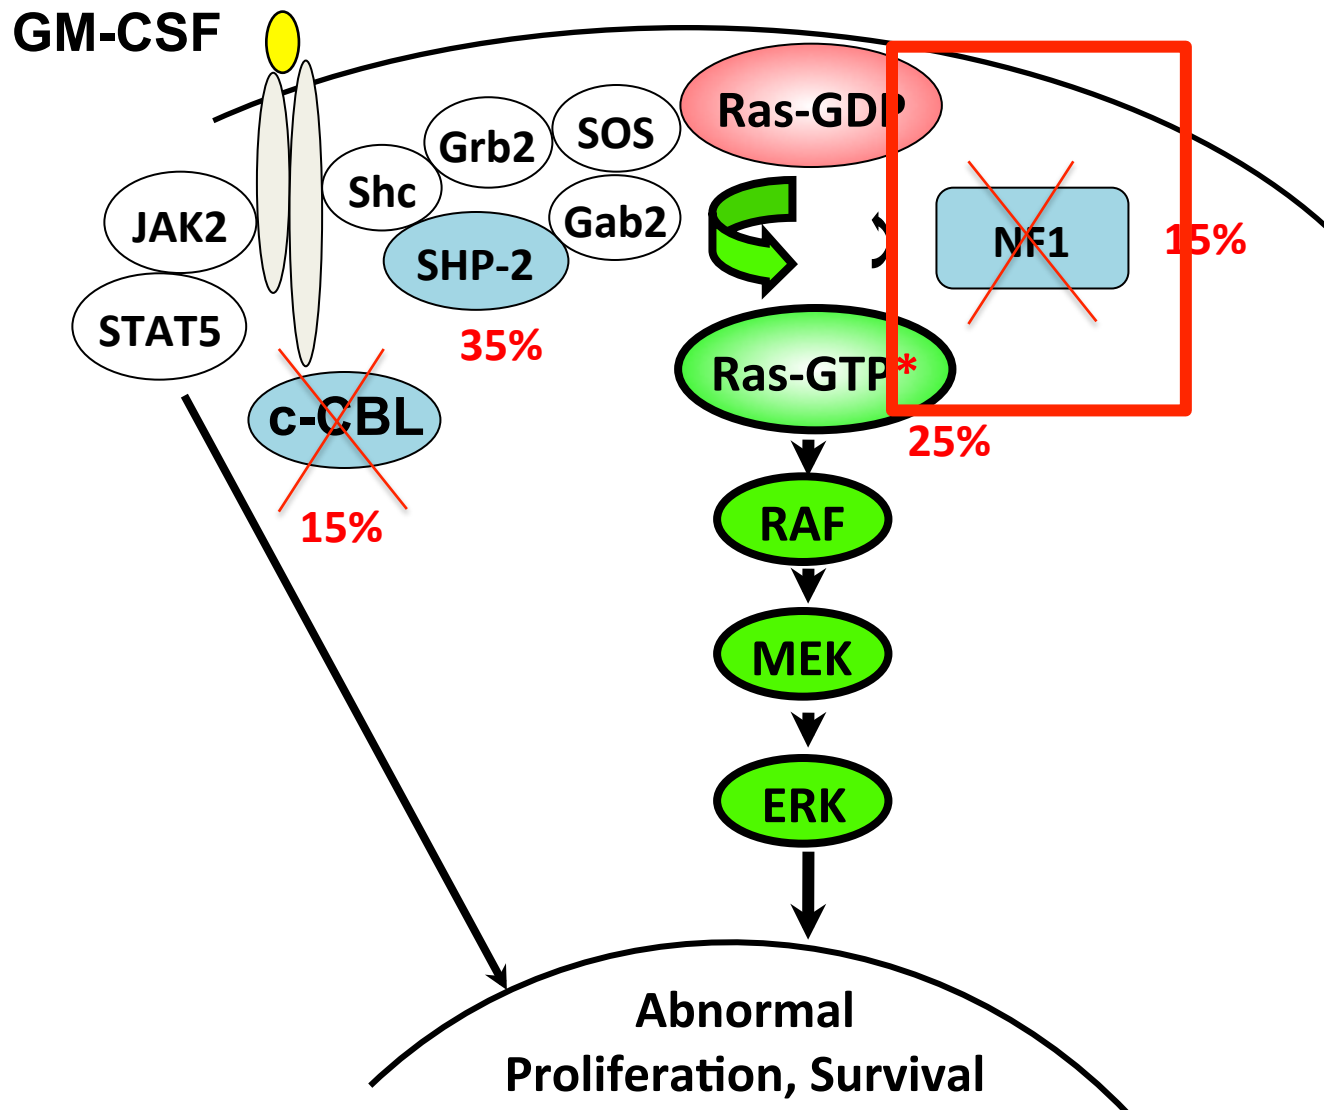 GM-CSF
Ras-GDP
Grb2
SOS
Shc
Gab2
JAK2
SHP-2
NF1
15%
STAT5
35%
Ras-GTP*
c-CBL
25%
15%
RAF
MEK
ERK
Abnormal
Proliferation, Survival